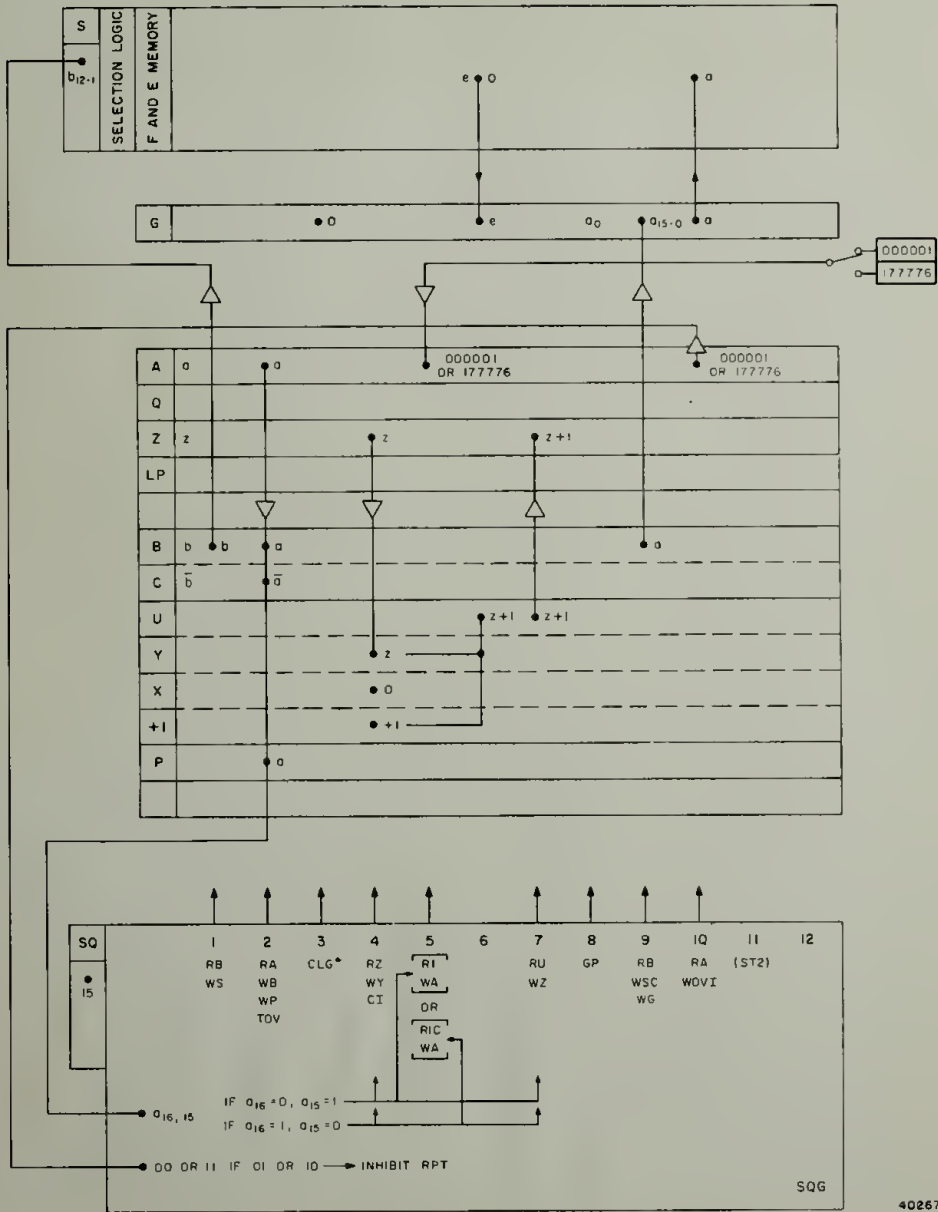 S
b12-1
SELECTION LOGIC
F AND E MEMORY
e 0 a
G 0 e a0 a15-0 a
000001
177776
A a a 000001 OR 177776 000001 OR 177776
Q
Z z z z+1
LP
B b b a a
C b̄ ā
U z+1 z+1
Y z
X 0
+1 +1
P a
SQ
15
1 2 3 4 5 6 7 8 9 10 11 12
RB RA CLG* RZ RI RU GP RB RA (ST2)
WS WB WY WA WZ WSC WOVI
WP CI OR WG
TOV RIC
WA
a16, 15
IF a16 = 0, a15 = 1
IF a16 = 1, a15 = 0
00 OR 11 IF 01 OR 10 INHIBIT RPT
SQG
40267